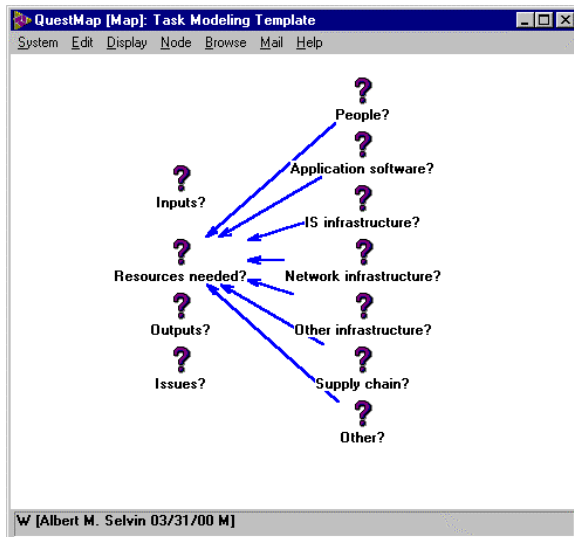 QuestMap [Map]: Task Modeling Template
System Edit Display Node Browse Mail Help
People?
Application software?
Inputs?
IS infrastructure?
Resources needed?
Network infrastructure?
Outputs?
Other infrastructure?
Issues?
Supply chain?
Other?
W [Albert M. Selvin 03/31/00 M]